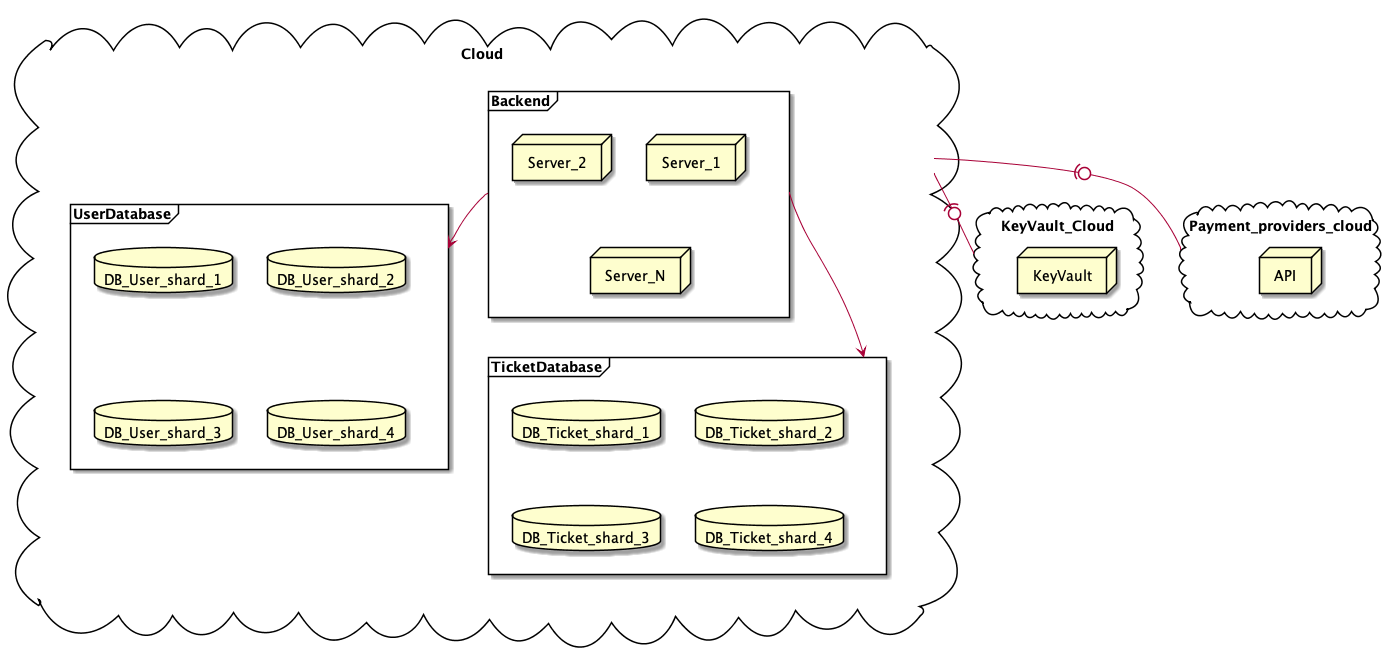 Cloud
Backend
Server_2
Server_1
Server_N
UserDatabase
DB_User_shard_1
DB_User_shard_2
DB_User_shard_3
DB_User_shard_4
TicketDatabase
DB_Ticket_shard_1
DB_Ticket_shard_2
DB_Ticket_shard_3
DB_Ticket_shard_4
KeyVault_Cloud
KeyVault
Payment_providers_cloud
API